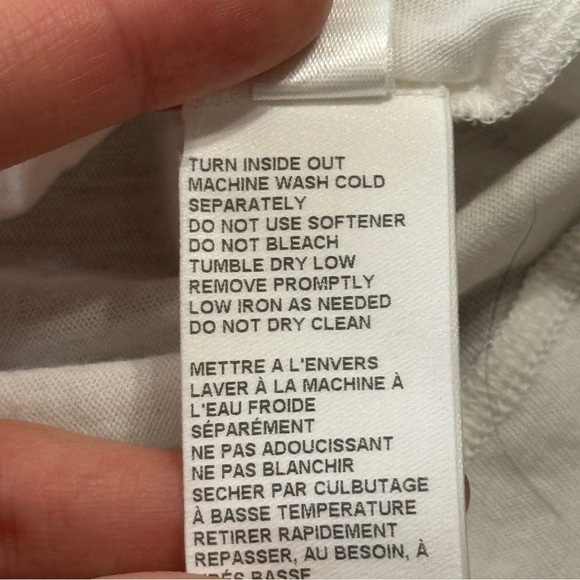 TURN INSIDE OUT
MACHINE WASH COLD
SEPARATELY
DO NOT USE SOFTENER
DO NOT BLEACH
TUMBLE DRY LOW
REMOVE PROMPTLY
LOW IRON AS NEEDED
DO NOT DRY CLEAN
METTRE A L'ENVERS
LAVER À LA MACHINE À
L'EAU FROIDE
SÉPARÉMENT
NE PAS ADOUCISSANT
NE PAS BLANCHIR
SECHER PAR CULBUTAGE
À BASSE TEMPERATURE
RETIRER RAPIDEMENT
REPASSER, AU BESOIN, À
BASSE